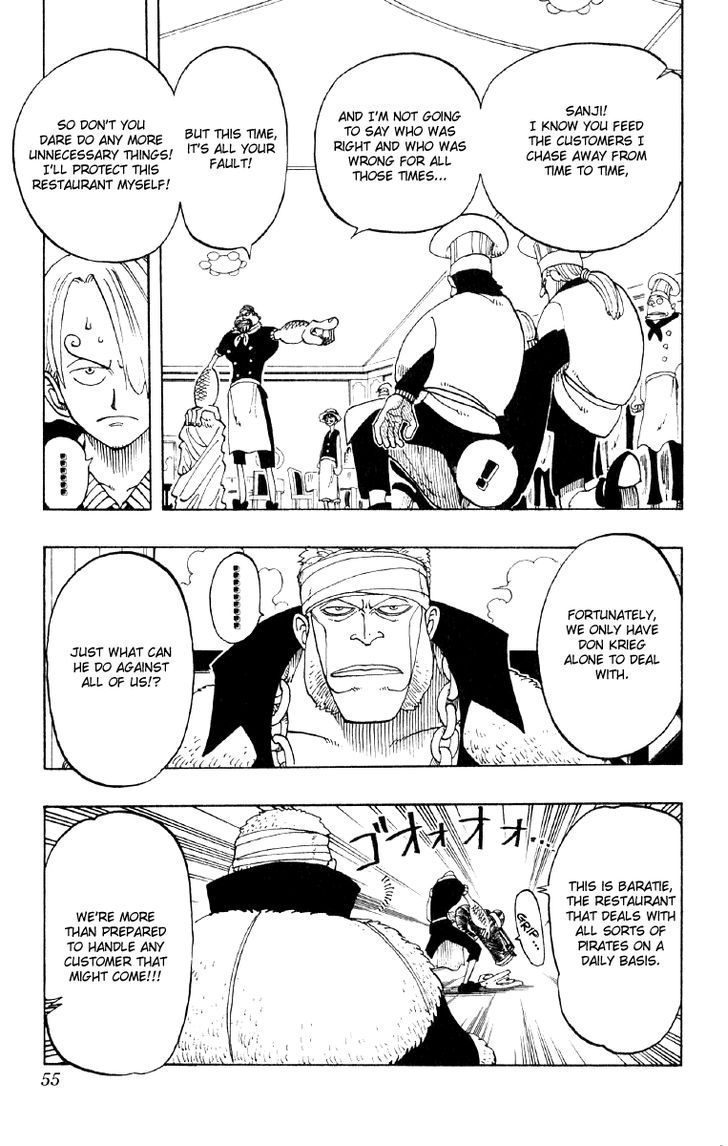 SANJI!
I KNOW YOU FEED
THE CUSTOMERS I
CHASE AWAY FROM
TIME TO TIME,
AND I'M NOT GOING
TO SAY WHO WAS
RIGHT AND WHO WAS
WRONG FOR ALL
THOSE TIMES...
BUT THIS TIME,
IT'S ALL YOUR
FAULT!
SO DON'T YOU
DARE DO ANY MORE
UNNECESSARY THINGS!
I'LL PROTECT THIS
RESTAURANT MYSELF!
!
......
FORTUNATELY,
WE ONLY HAVE
DON KRIEG
ALONE TO DEAL
WITH.
........
JUST WHAT CAN
HE DO AGAINST
ALL OF US!?
THIS IS BARATIE,
THE RESTAURANT
THAT DEALS WITH
ALL SORTS OF
PIRATES ON A
DAILY BASIS.
GRIP...
ゴオォオォ...
WE'RE MORE
THAN PREPARED
TO HANDLE ANY
CUSTOMER THAT
MIGHT COME!!!
55